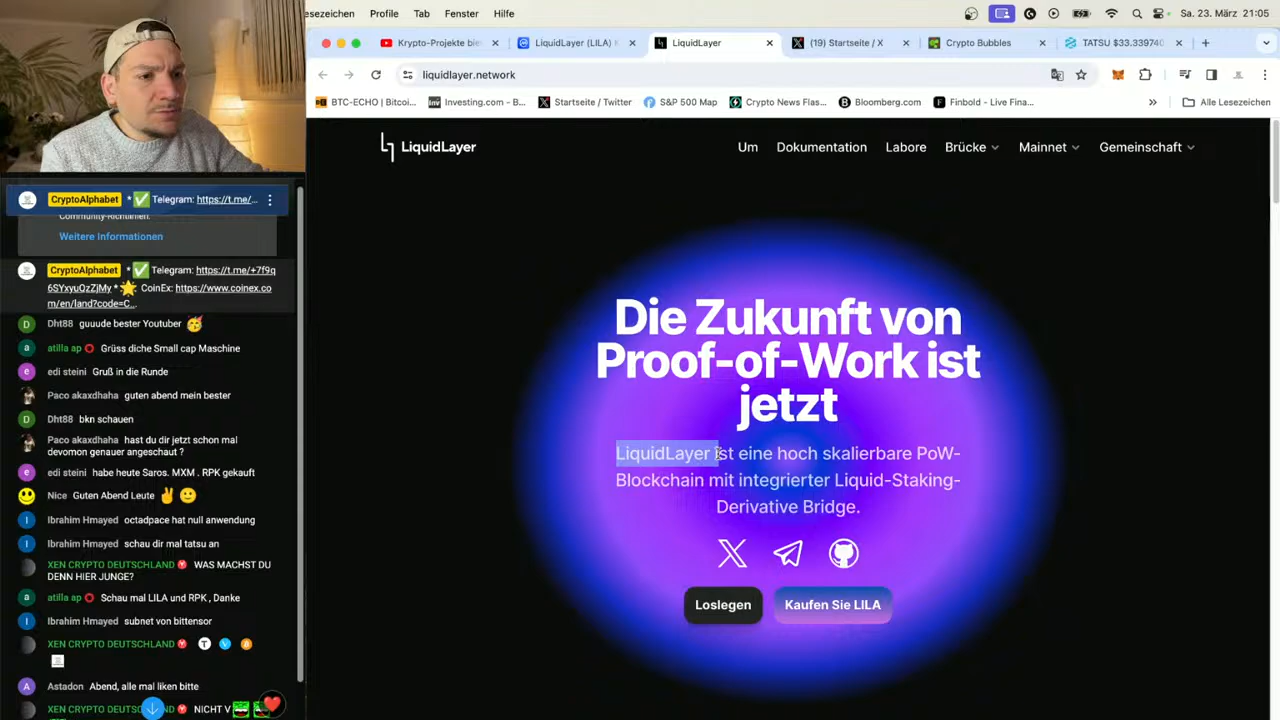 esezeichen Profile Tab Fenster Hilfe
Sa. 23. März 21:05
Krypto-Projekte bie
LiquidLayer (LILA) K
LiquidLayer
(19) Startseite / X
Crypto Bubbles
TATSU $33.339740
liquidlayer.network
BTC-ECHO | Bitcoi...
Investing.com - B...
Startseite / Twitter
S&P 500 Map
Crypto News Flas...
Bloomberg.com
Finbold - Live Fina...
Alle Lesezeichen
LiquidLayer
Um
Dokumentation
Labore
Brücke
Mainnet
Gemeinschaft
Die Zukunft von
Proof-of-Work ist
jetzt
LiquidLayer ist eine hoch skalierbare PoW-
Blockchain mit integrierter Liquid-Staking-
Derivative Bridge.
Loslegen
Kaufen Sie LILA
CryptoAlphabet *✅ Telegram: https://t.me/...
Community-Richtlinien.
Weitere Informationen
CryptoAlphabet *✅ Telegram: https://t.me/+7f9q
6SYxyuQzZjMy *🌟 CoinEx: https://www.coinex.co
m/en/land?code=C...
D Dht88 guuude bester Youtuber 🥳
a atilla ap ⭕ Grüss diche Small cap Maschine
e edi steini Gruß in die Runde
Paco akaxdhaha guten abend mein bester
D Dht88 bkn schauen
Paco akaxdhaha hast du dir jetzt schon mal
devomon genauer angeschaut?
e edi steini habe heute Saros. MXM . RPK gekauft
Nice Guten Abend Leute ✌️ 🙂
I Ibrahim Hmayed octadpace hat null anwendung
I Ibrahim Hmayed schau dir mal tatsu an
XEN CRYPTO DEUTSCHLAND WAS MACHST DU
DENN HIER JUNGE?
a atilla ap ⭕ Schau mal LILA und RPK , Danke
I Ibrahim Hmayed subnet von bittensor
XEN CRYPTO DEUTSCHLAND
A Astadon Abend, alle mal liken bitte
XEN CRYPTO DEUTSC NICHT V